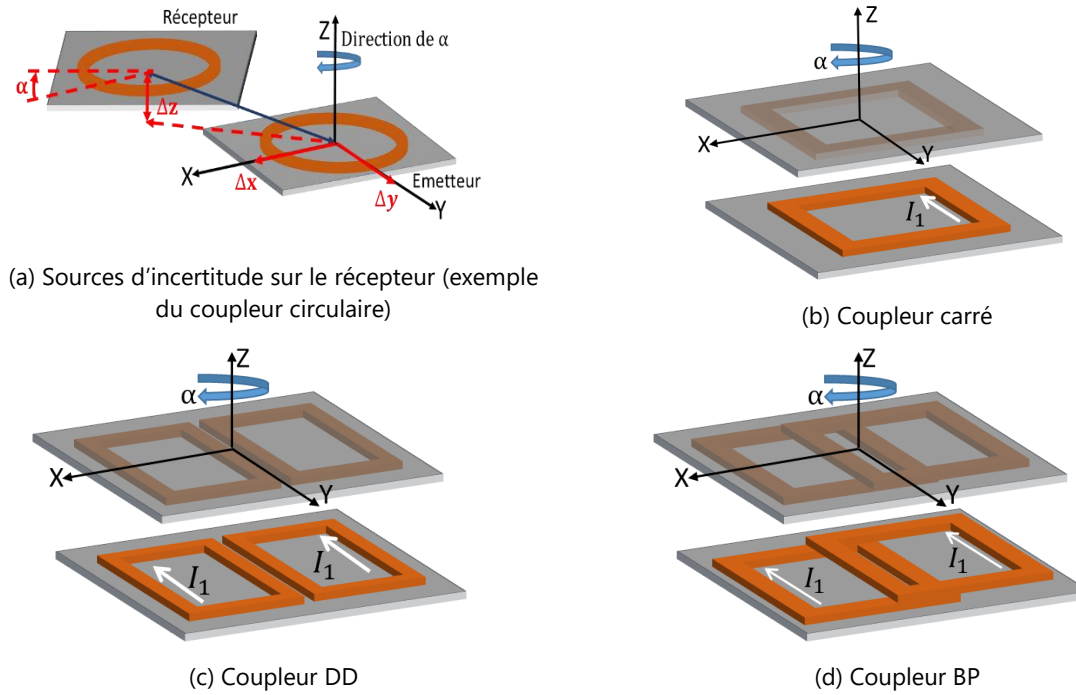 Récepteur
Z
Direction de α
α
Δz
X
Δx
Δy
Emetteur
Y
(a) Sources d'incertitude sur le récepteur (exemple
du coupleur circulaire)
Z
α
X
Y
I₁
(b) Coupleur carré
Z
α
X
Y
I₁
I₁
(c) Coupleur DD
Z
α
X
Y
I₁
I₁
(d) Coupleur BP